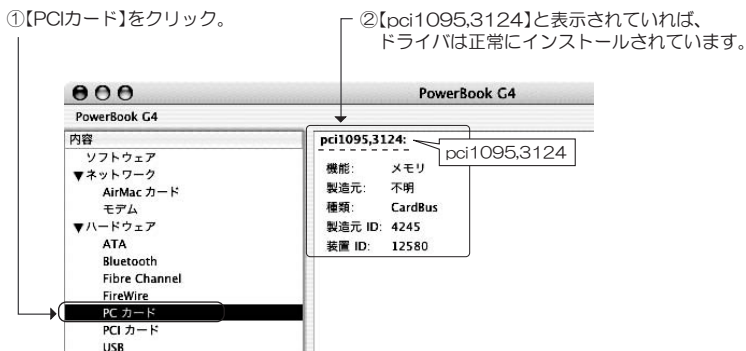 ①【PCIカード】をクリック。
②【pci1095,3124】と表示されていれば、
ドライバは正常にインストールされています。
PowerBook G4
PowerBook G4
内容
ソフトウェア
▼ネットワーク
AirMac カード
モデム
▼ハードウェア
ATA
Bluetooth
Fibre Channel
FireWire
PC カード
PCI カード
USB
pci1095,3124:
pci1095,3124
機能: メモリ
製造元: 不明
種類: CardBus
製造元 ID: 4245
装置 ID: 12580